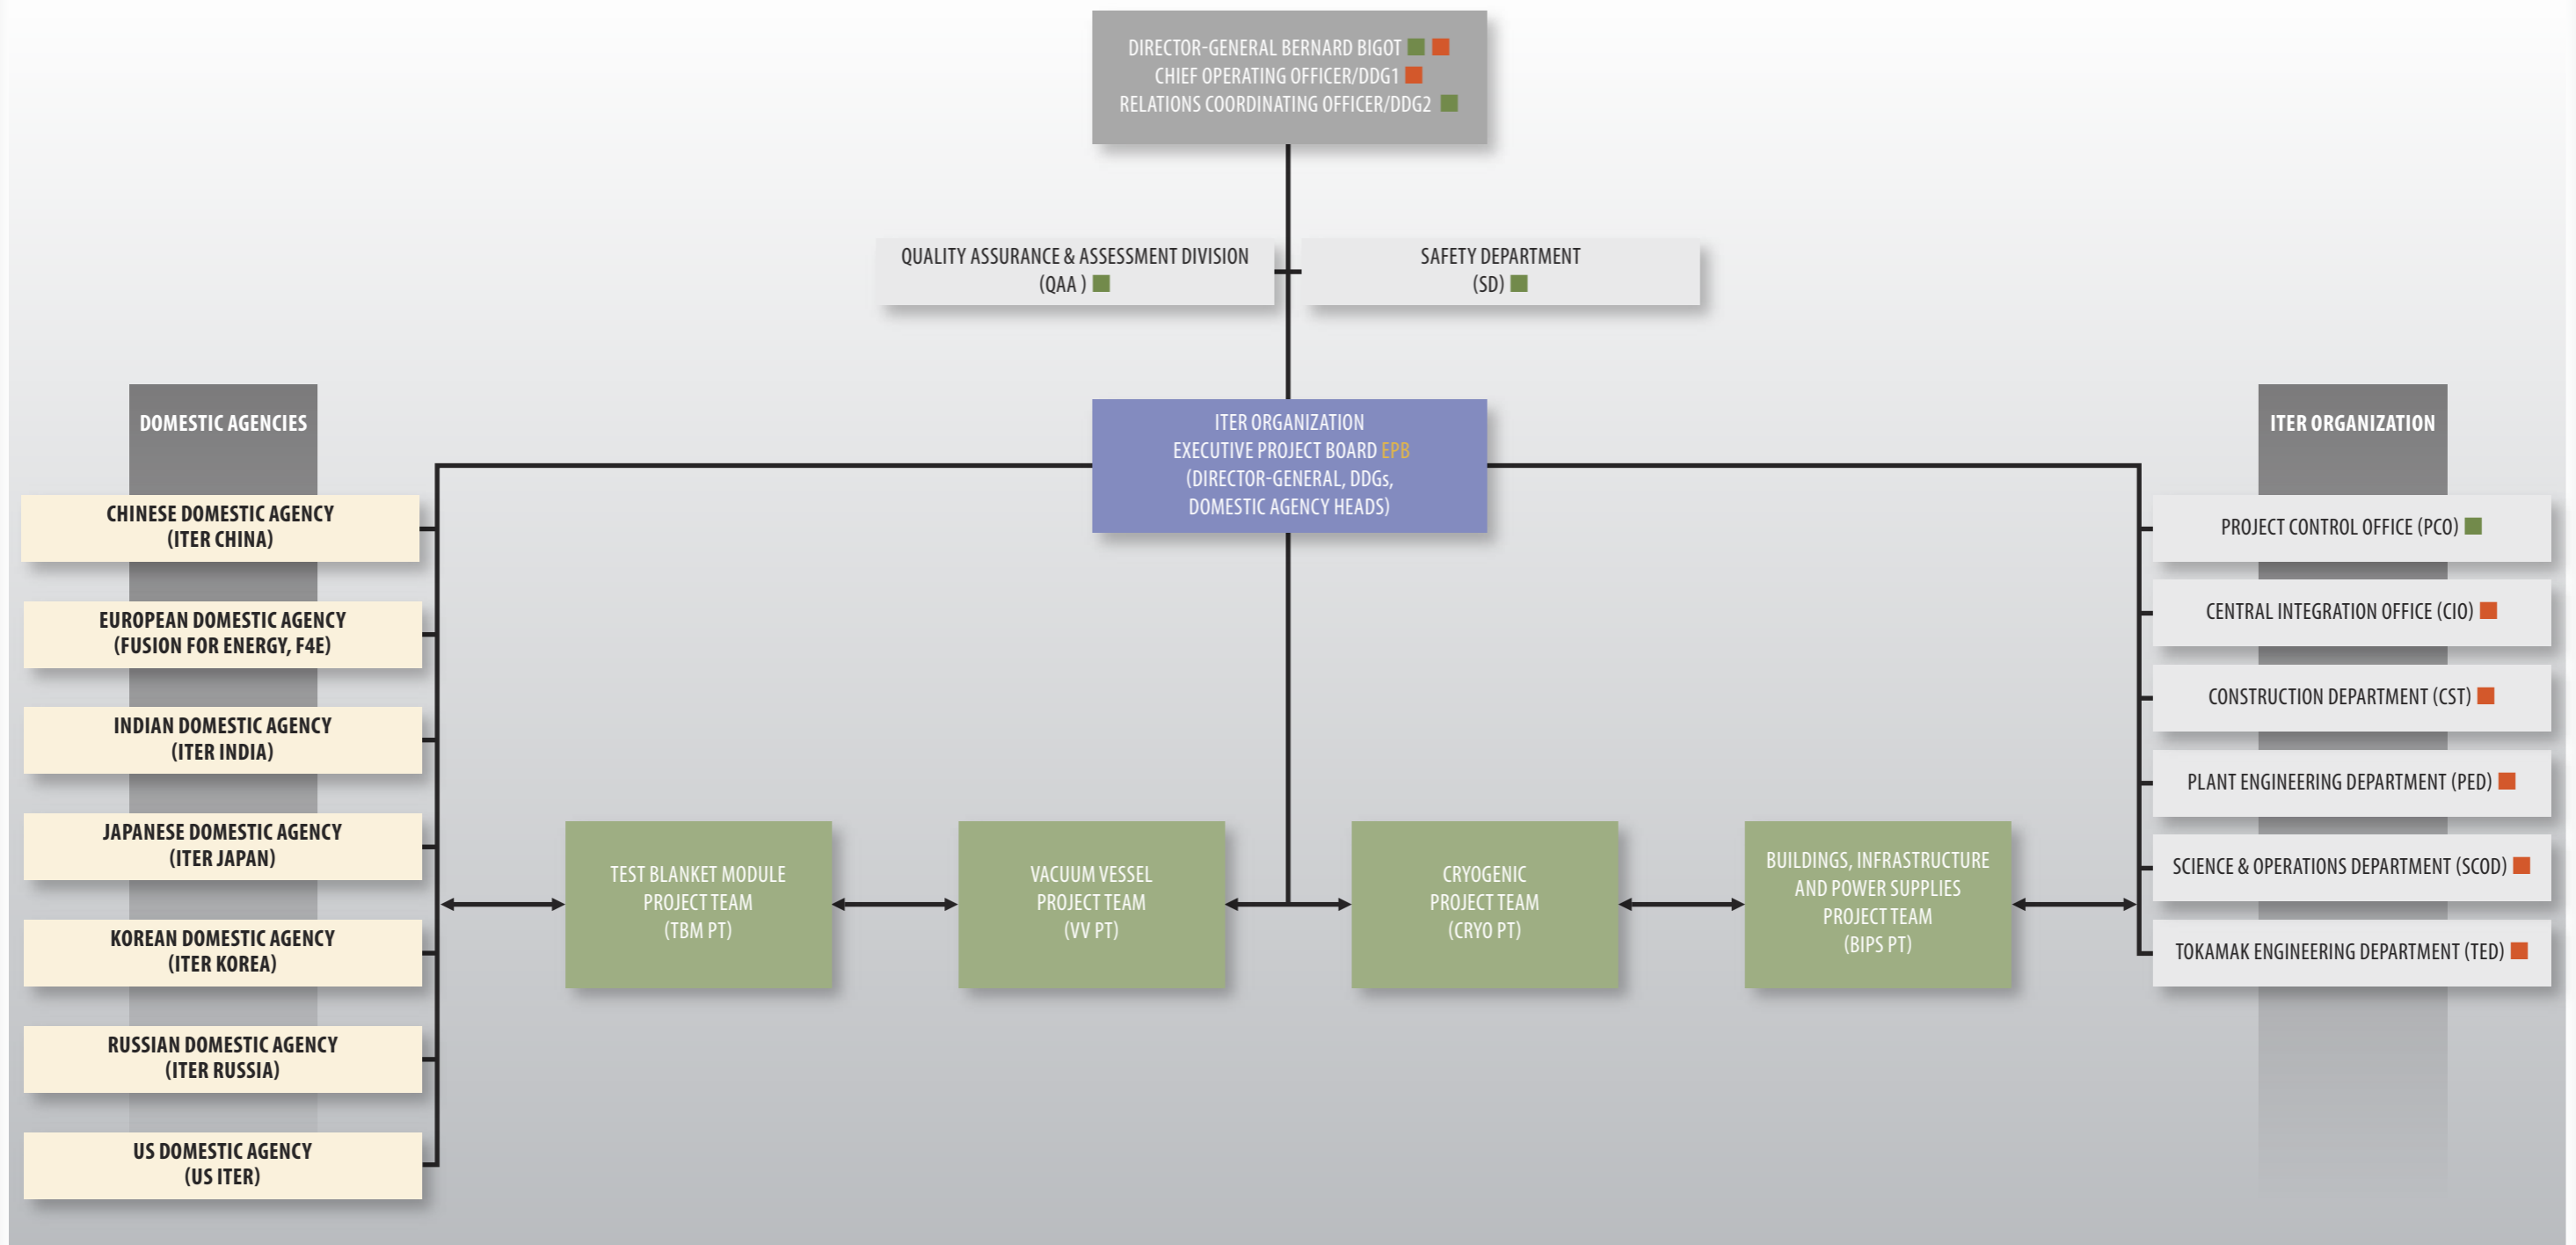 DIRECTOR-GENERAL BERNARD BIGOT
CHIEF OPERATING OFFICER/DDG1
RELATIONS COORDINATING OFFICER/DDG2
QUALITY ASSURANCE & ASSESSMENT DIVISION
(QAA )
SAFETY DEPARTMENT
(SD)
ITER ORGANIZATION
EXECUTIVE PROJECT BOARD EPB
(DIRECTOR-GENERAL, DDGs,
DOMESTIC AGENCY HEADS)
DOMESTIC AGENCIES
CHINESE DOMESTIC AGENCY
(ITER CHINA)
EUROPEAN DOMESTIC AGENCY
(FUSION FOR ENERGY, F4E)
INDIAN DOMESTIC AGENCY
(ITER INDIA)
JAPANESE DOMESTIC AGENCY
(ITER JAPAN)
KOREAN DOMESTIC AGENCY
(ITER KOREA)
RUSSIAN DOMESTIC AGENCY
(ITER RUSSIA)
US DOMESTIC AGENCY
(US ITER)
TEST BLANKET MODULE
PROJECT TEAM
(TBM PT)
VACUUM VESSEL
PROJECT TEAM
(VV PT)
CRYOGENIC
PROJECT TEAM
(CRYO PT)
BUILDINGS, INFRASTRUCTURE
AND POWER SUPPLIES
PROJECT TEAM
(BIPS PT)
ITER ORGANIZATION
PROJECT CONTROL OFFICE (PCO)
CENTRAL INTEGRATION OFFICE (CIO)
CONSTRUCTION DEPARTMENT (CST)
PLANT ENGINEERING DEPARTMENT (PED)
SCIENCE & OPERATIONS DEPARTMENT (SCOD)
TOKAMAK ENGINEERING DEPARTMENT (TED)